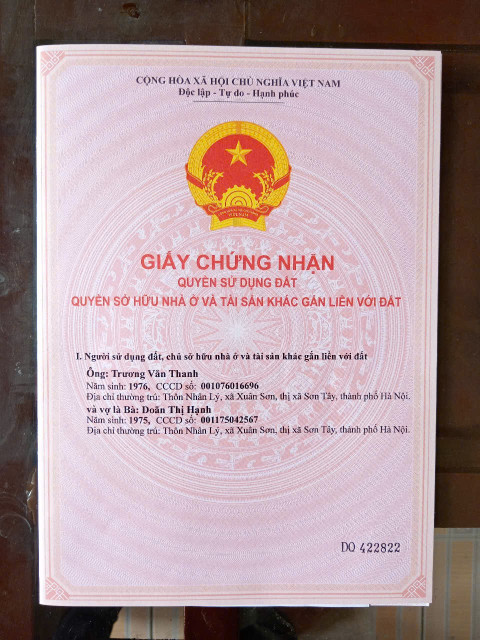 CỘNG HÒA XÃ HỘI CHỦ NGHĨA VIỆT NAM
Độc lập - Tự do - Hạnh phúc
GIẤY CHỨNG NHẬN
QUYỀN SỬ DỤNG ĐẤT
QUYỀN SỞ HỮU NHÀ Ở VÀ TÀI SẢN KHÁC GẮN LIỀN VỚI ĐẤT
I. Người sử dụng đất, chủ sở hữu nhà ở và tài sản khác gắn liền với đất
Ông: Trương Văn Thanh
Năm sinh: 1976, CCCD số: 001076016696
Địa chỉ thường trú: Thôn Nhân Lý, xã Xuân Sơn, thị xã Sơn Tây, thành phố Hà Nội.
và vợ là Bà: Doãn Thị Hạnh
Năm sinh: 1975, CCCD số: 001175042567
Địa chỉ thường trú: Thôn Nhân Lý, xã Xuân Sơn, thị xã Sơn Tây, thành phố Hà Nội.
DQ 422822